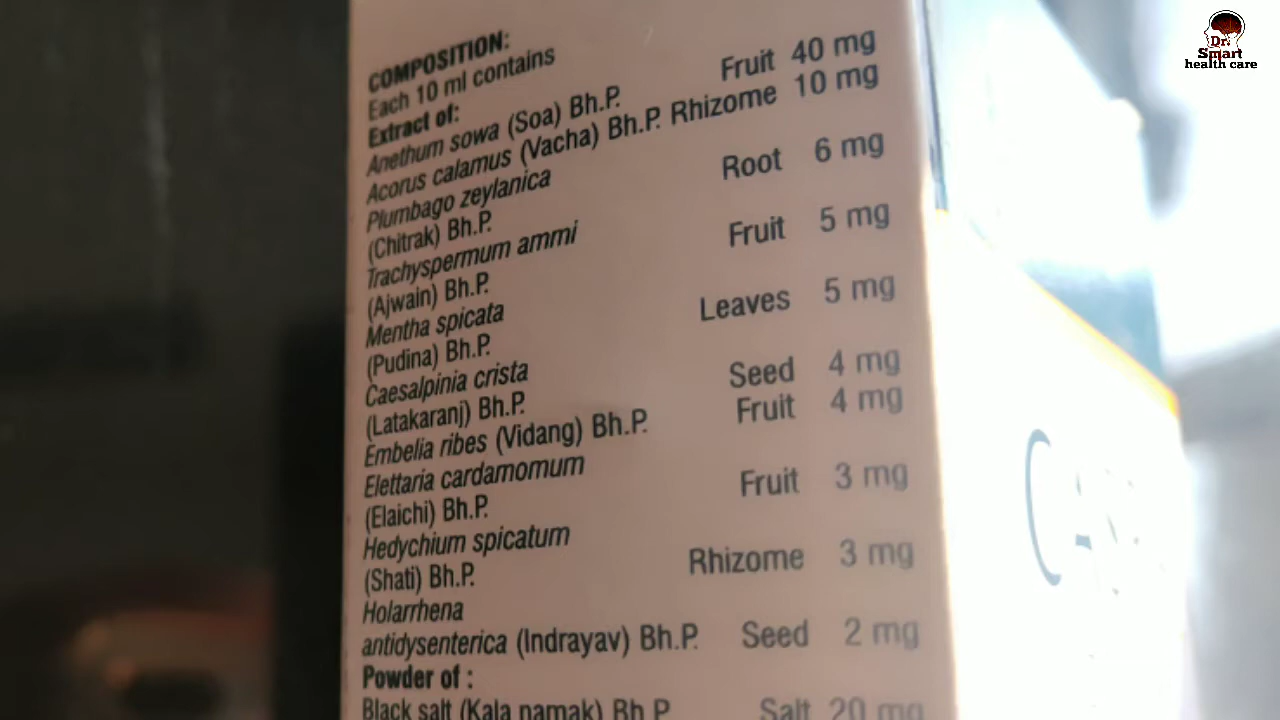 COMPOSITION:
Each 10 ml contains
Extract of:
Anethum sowa (Soa) Bh.P. Fruit 40 mg
Acorus calamus (Vacha) Bh.P. Rhizome 10 mg
Plumbago zeylanica
(Chitrak) Bh.P. Root 6 mg
Trachyspermum ammi
(Ajwain) Bh.P. Fruit 5 mg
Mentha spicata
(Pudina) Bh.P. Leaves 5 mg
Caesalpinia crista
(Latakaranj) Bh.P. Seed 4 mg
Embelia ribes (Vidang) Bh.P. Fruit 4 mg
Elettaria cardamomum
(Elaichi) Bh.P. Fruit 3 mg
Hedychium spicatum
(Shati) Bh.P. Rhizome 3 mg
Holarrhena
antidysenterica (Indrayav) Bh.P. Seed 2 mg
Powder of :
Black salt (Kala namak) Bh.P. Salt 20 mg
Dr.
Smart
health care